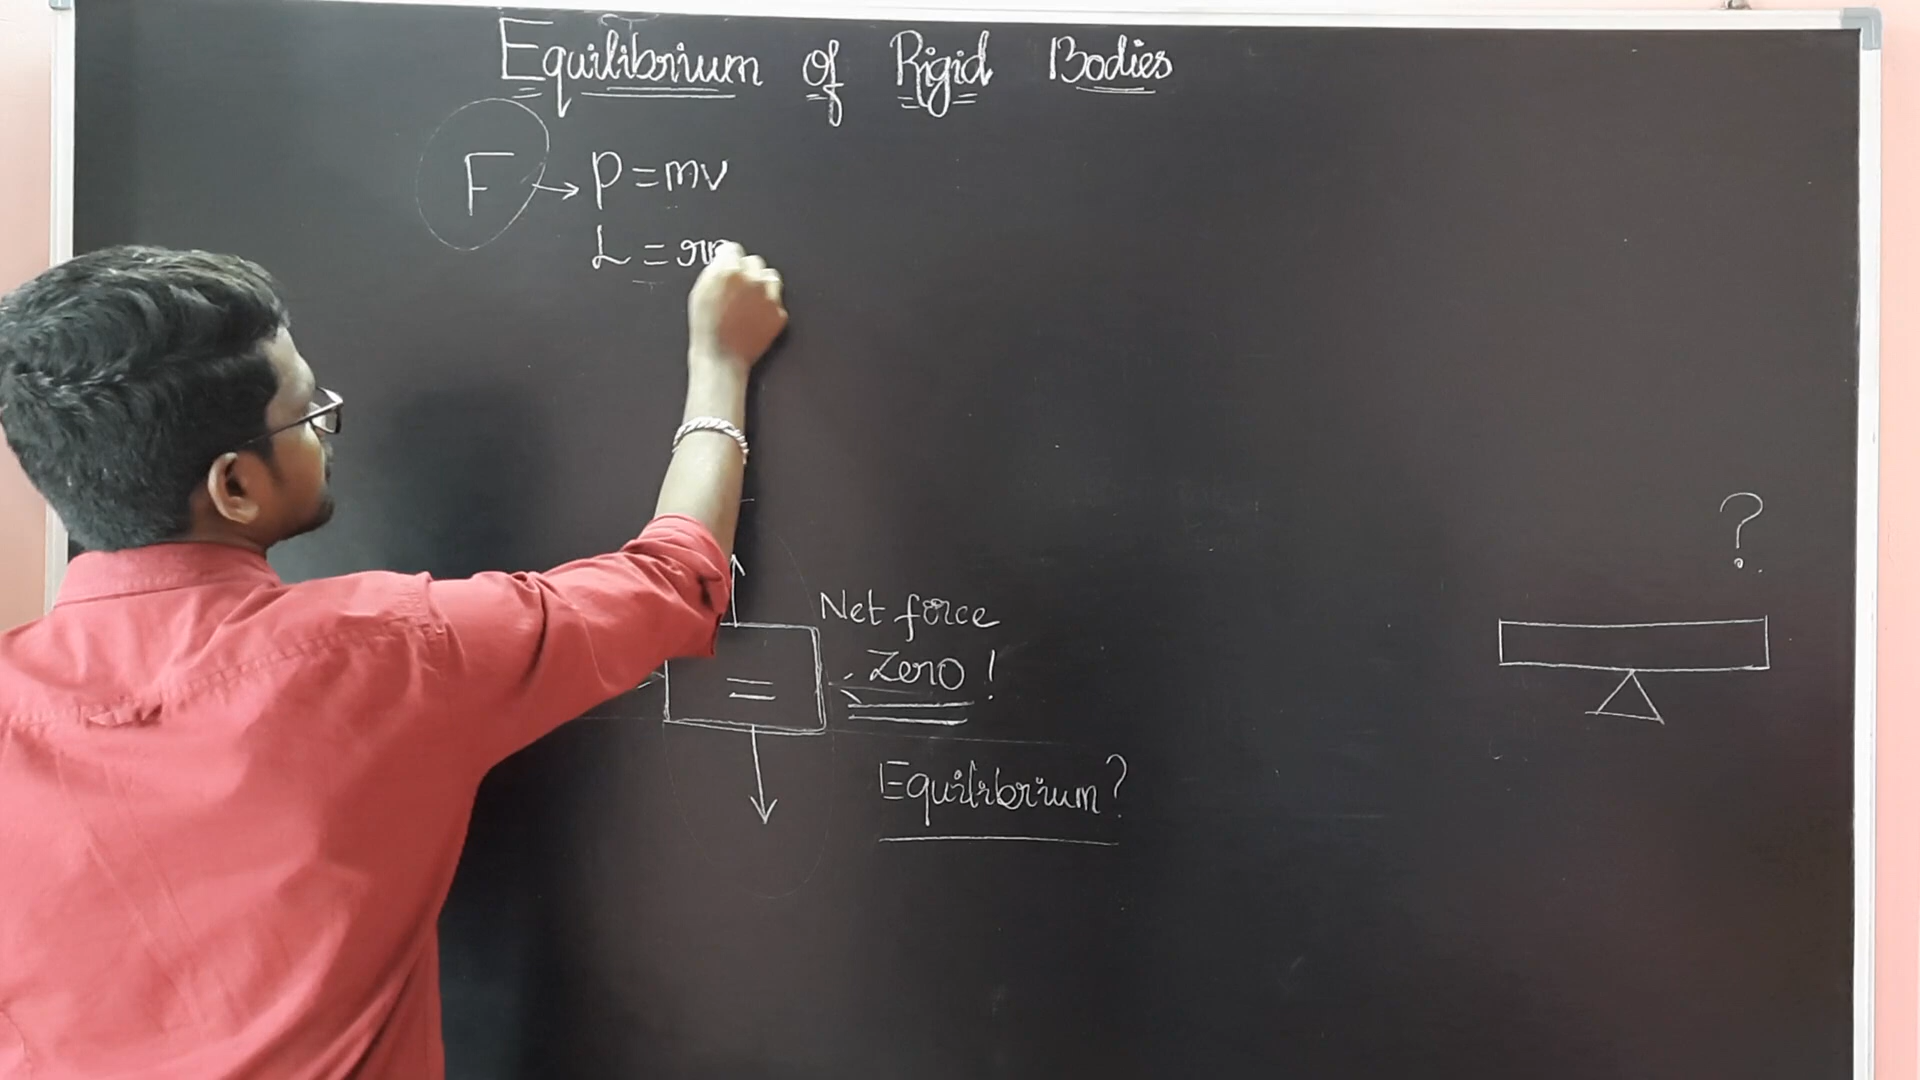 Equilibrium of Rigid Bodies
F → P = mv
L = r
Net force
Zero !
=
Equilibrium?
?